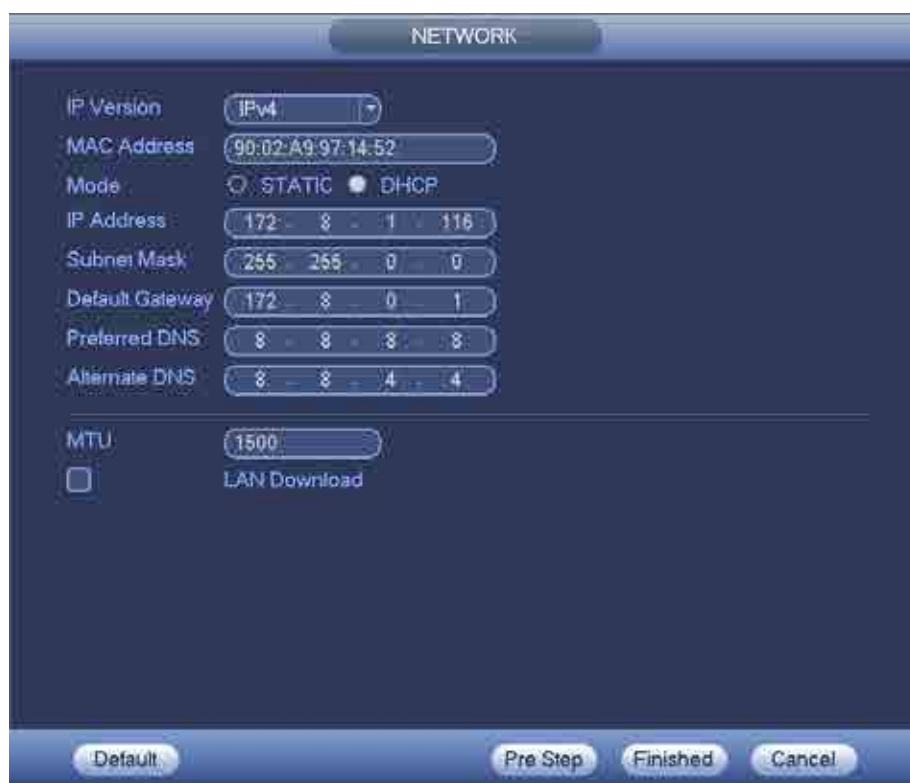 NETWORK
IP Version IPv4
MAC Address 90:02:A9:97:14:52
Mode STATIC DHCP
IP Address 172 . 8 . 1 . 116
Subnet Mask 255 . 255 . 0 . 0
Default Gateway 172 . 8 . 0 . 1
Preferred DNS 8 . 8 . 8 . 8
Alternate DNS 8 . 8 . 4 . 4
MTU 1500
LAN Download
Default Pre Step Finished Cancel